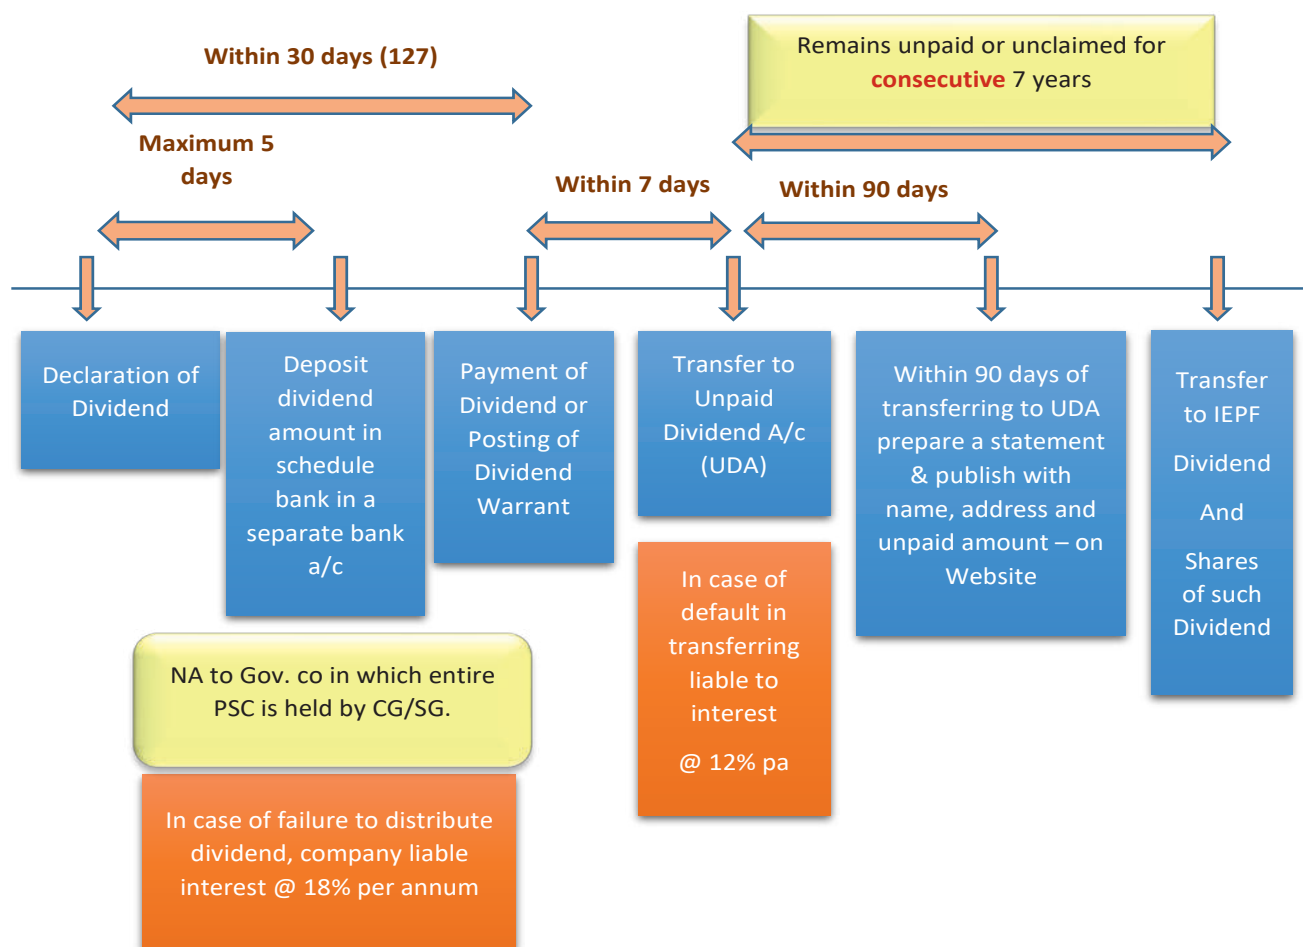 Within 30 days (127)
Remains unpaid or unclaimed for
consecutive 7 years
Maximum 5
days
Within 7 days
Within 90 days
Declaration of
Dividend
Deposit
dividend
amount in
schedule
bank in a
separate bank
a/c
Payment of
Dividend or
Posting of
Dividend
Warrant
Transfer to
Unpaid
Dividend A/c
(UDA)
Within 90 days of
transferring to UDA
prepare a statement
& publish with
name, address and
unpaid amount – on
Website
Transfer
to IEPF
Dividend
And
Shares
of such
Dividend
NA to Gov. co in which entire
PSC is held by CG/SG.
In case of
default in
transferring
liable to
interest
@ 12% pa
In case of failure to distribute
dividend, company liable
interest @ 18% per annum